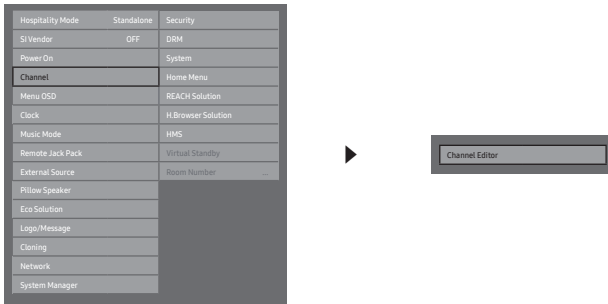 Hospitality Mode Standalone
SI Vendor OFF
Power On
Channel
Menu OSD
Clock
Music Mode
Remote Jack Pack
External Source
Pillow Speaker
Eco Solution
Logo/Message
Cloning
Network
System Manager
Security
DRM
System
Home Menu
REACH Solution
H.Browser Solution
HMS
Virtual Standby
Room Number ...
Channel Editor